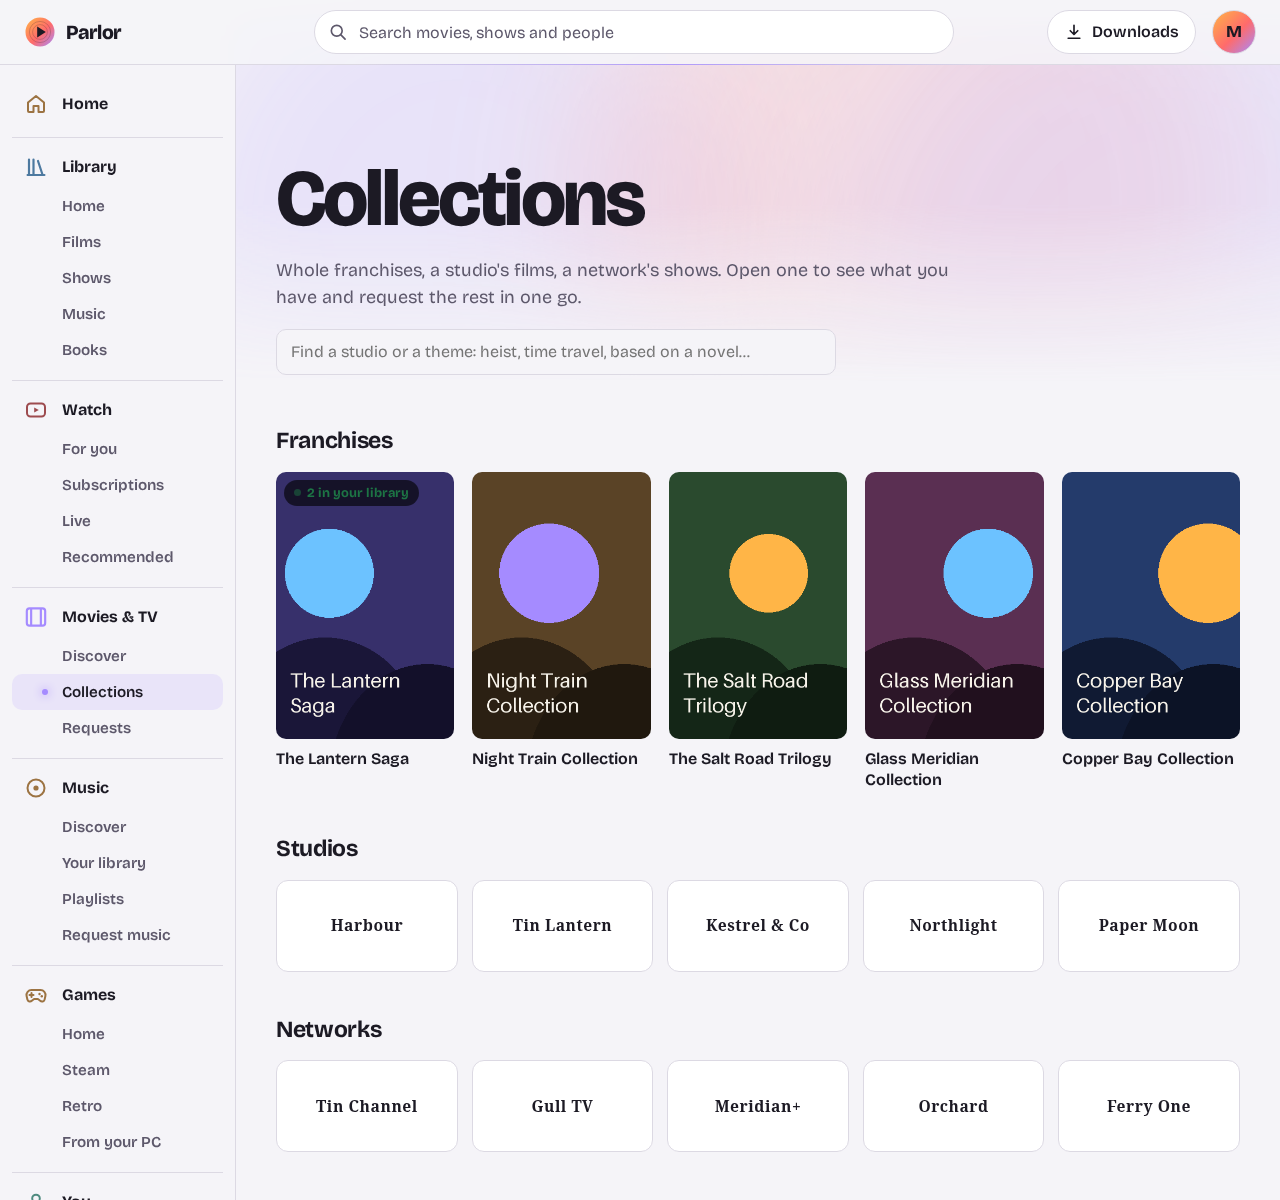 Parlor
Search movies, shows and people
Downloads
M
Home
Library
Home
Films
Shows
Music
Books
Watch
For you
Subscriptions
Live
Recommended
Movies & TV
Discover
Collections
Requests
Music
Discover
Your library
Playlists
Request music
Games
Home
Steam
Retro
From your PC
You
Collections
Whole franchises, a studio's films, a network's shows. Open one to see what you
have and request the rest in one go.
Find a studio or a theme: heist, time travel, based on a novel...
Franchises
2 in your library
The Lantern
Saga
The Lantern Saga
Night Train
Collection
Night Train Collection
The Salt Road
Trilogy
The Salt Road Trilogy
Glass Meridian
Collection
Glass Meridian
Collection
Copper Bay
Collection
Copper Bay Collection
Studios
Harbour
Tin Lantern
Kestrel & Co
Northlight
Paper Moon
Networks
Tin Channel
Gull TV
Meridian+
Orchard
Ferry One